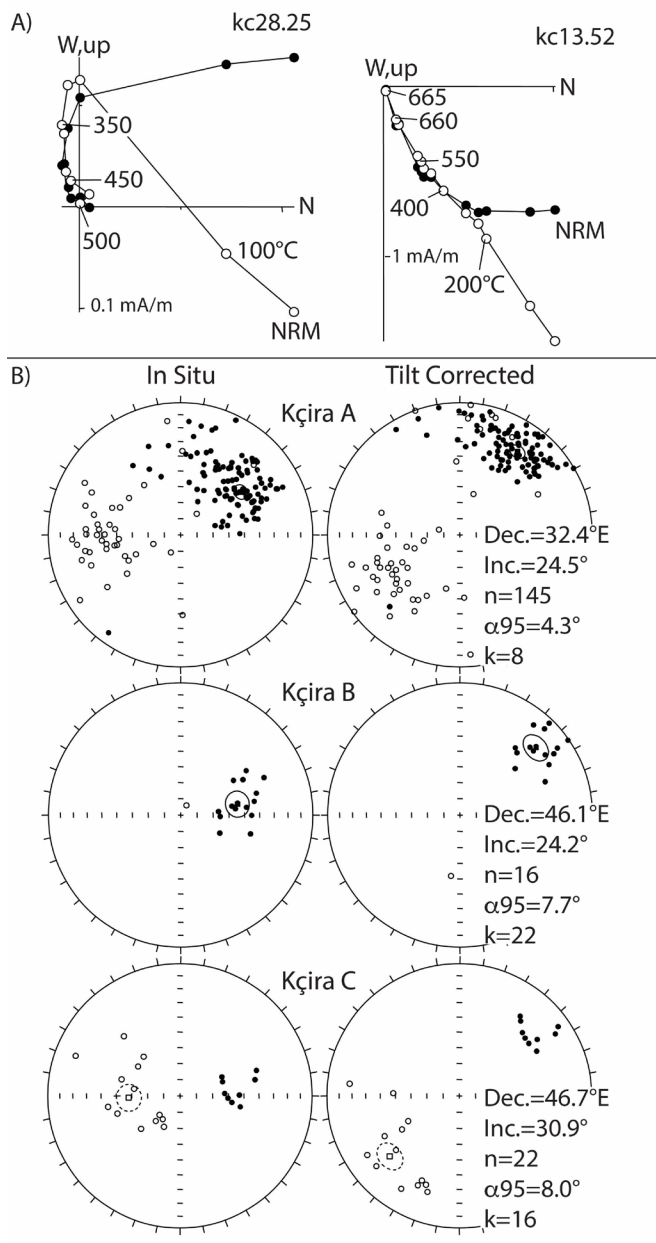 A)
kc28.25
W,up
350
450
N
500
100°C
0.1 mA/m
NRM
kc13.52
W,up
N
665
660
550
400
NRM
1 mA/m
200°C
B)
In Situ
Tilt Corrected
Kçira A
Dec.=32.4°E
Inc.=24.5°
n=145
α95=4.3°
k=8
Kçira B
Dec.=46.1°E
Inc.=24.2°
n=16
α95=7.7°
k=22
Kçira C
Dec.=46.7°E
Inc.=30.9°
n=22
α95=8.0°
k=16